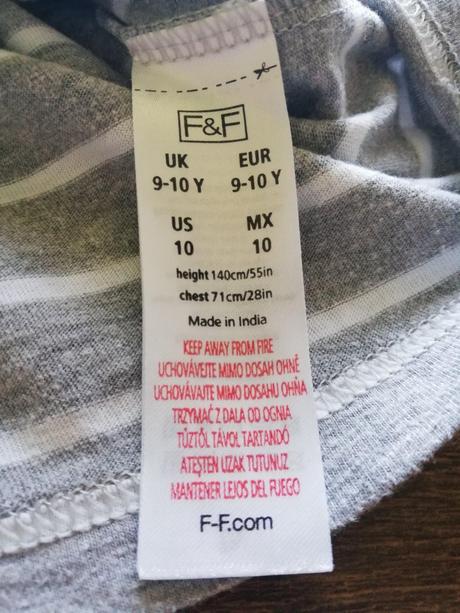 F&F
UK EUR
9-10 Y 9-10 Y
US MX
10 10
height 140cm/55in
chest 71cm/28in
Made in India
KEEP AWAY FROM FIRE
UCHOVÁVEJTE MIMO DOSAH OHNĚ
UCHOVÁVAJTE MIMO DOSAHU OHŇA
TRZYMAĆ Z DALA OD OGNIA
TŰZTŐL TÁVOL TARTANDÓ
ATEŞTEN UZAK TUTUNUZ
MANTENER LEJOS DEL FUEGO
F-F.com